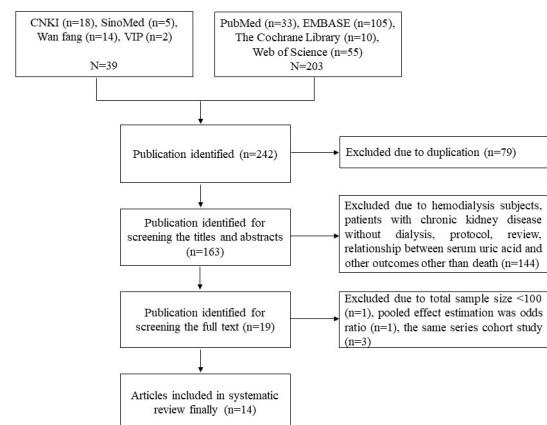 CNKI (n=18), SinoMed (n=5),
Wan fang (n=14), VIP (n=2)
N=39
PubMed (n=33), EMBASE (n=105),
The Cochrane Library (n=10),
Web of Science (n=55)
N=203
Publication identified (n=242)
Excluded due to duplication (n=79)
Publication identified for
screening the titles and abstracts
(n=163)
Excluded due to hemodialysis subjects,
patients with chronic kidney disease
without dialysis, protocol, review,
relationship between serum uric acid and
other outcomes other than death (n=144)
Publication identified for
screening the full text (n=19)
Excluded due to total sample size <100
(n=1), pooled effect estimation was odds
ratio (n=1), the same series cohort study
(n=3)
Articles included in systematic
review finally (n=14)